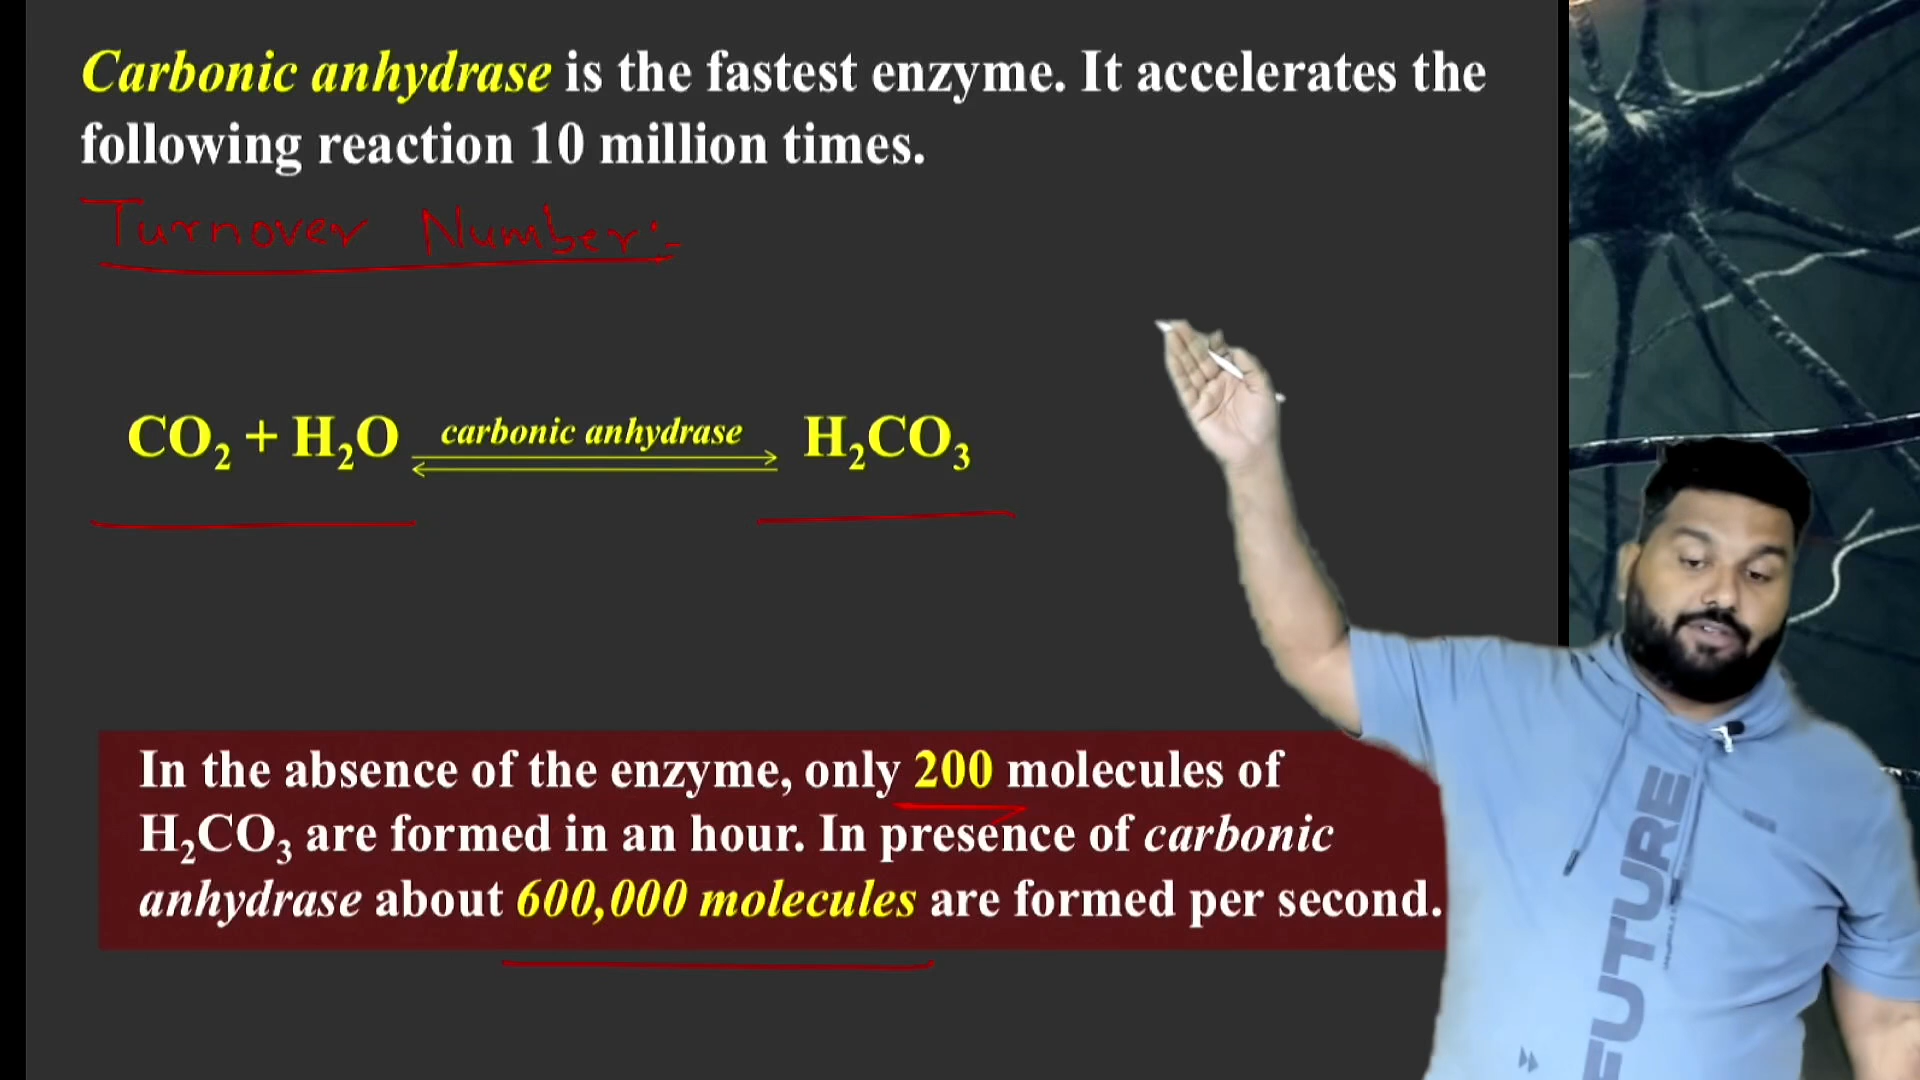 Carbonic anhydrase is the fastest enzyme. It accelerates the
following reaction 10 million times.
Turnover Number:-
CO₂ + H₂O carbonic anhydrase H₂CO₃
In the absence of the enzyme, only 200 molecules of
H₂CO₃ are formed in an hour. In presence of carbonic
anhydrase about 600,000 molecules are formed per second.
FUTURE
FUTURE